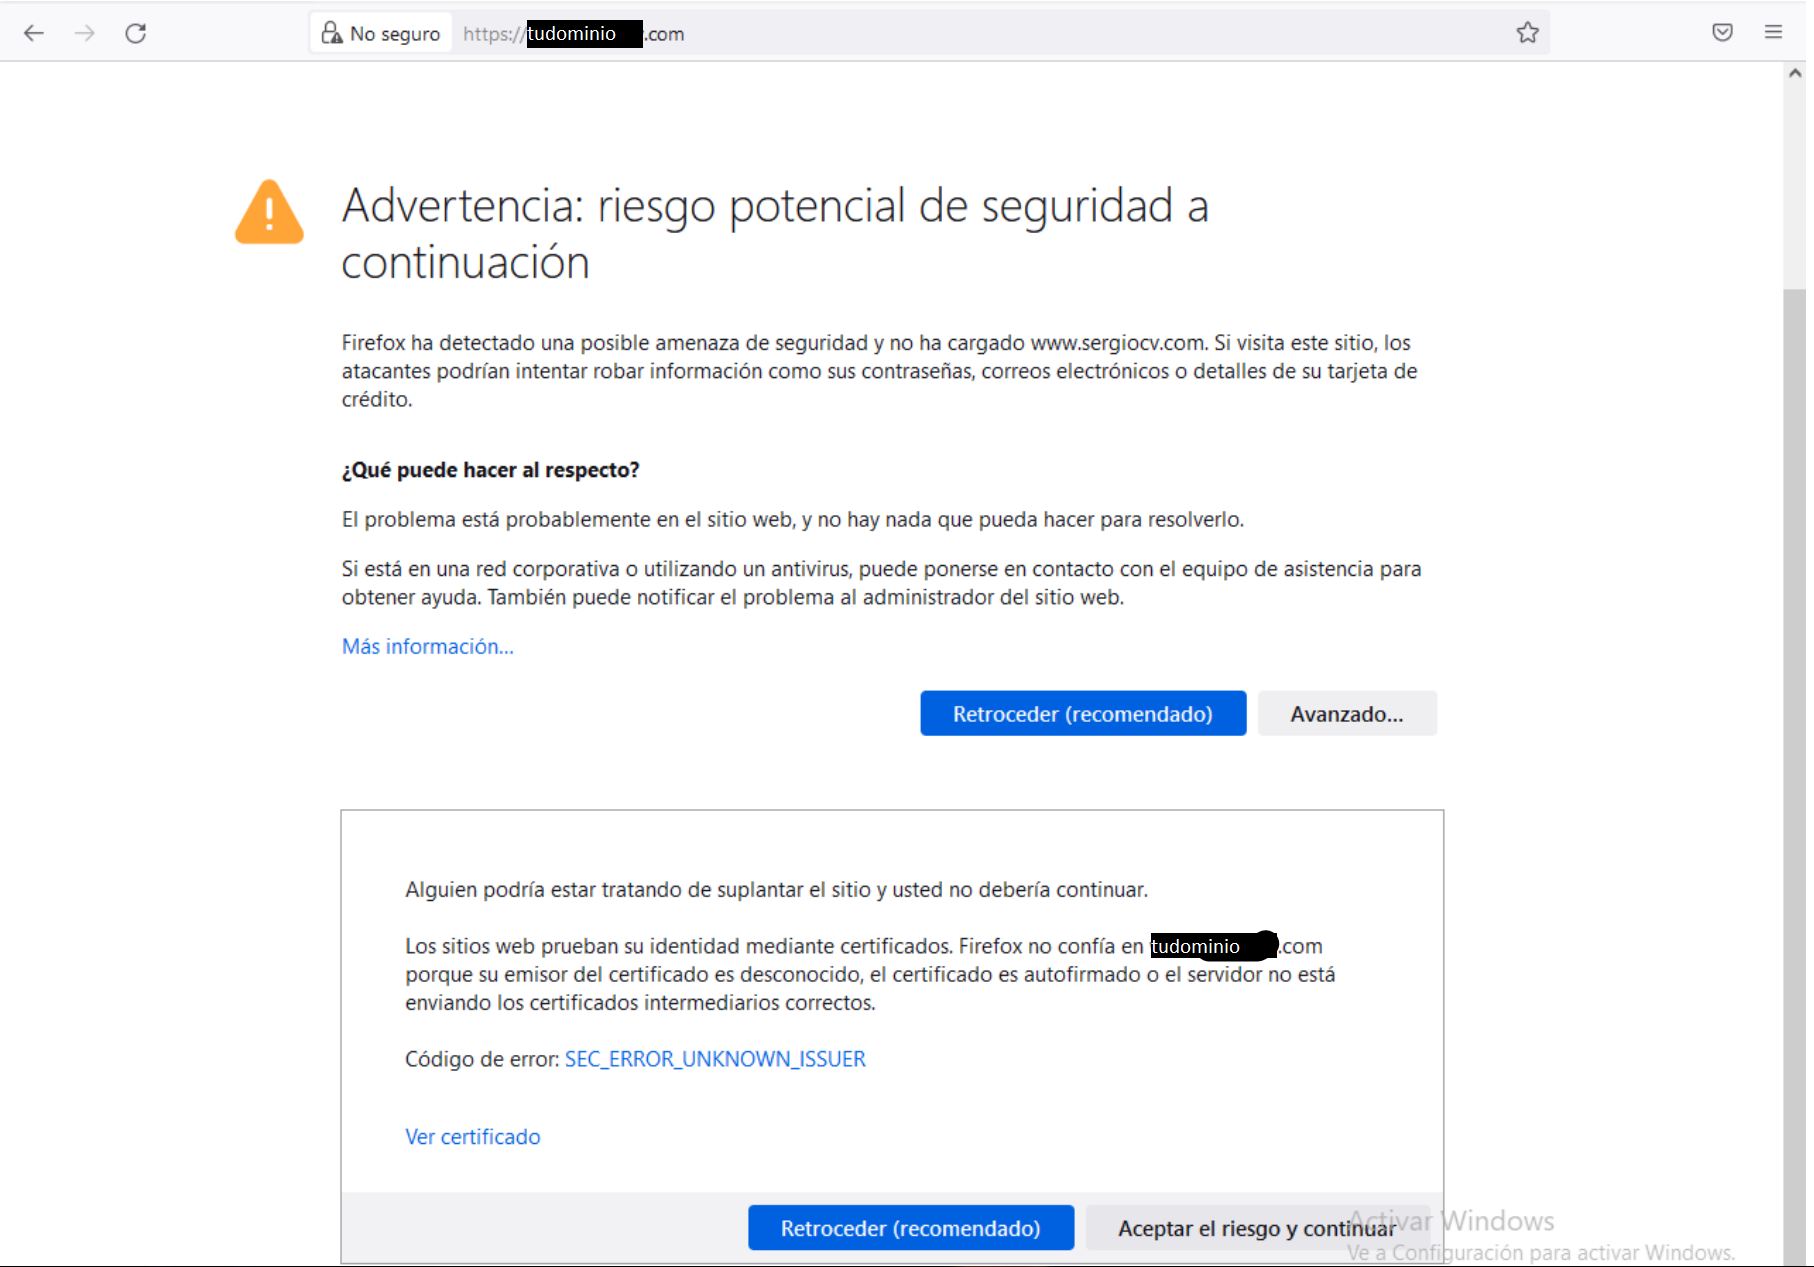 No seguro https://tudominio.com
Advertencia: riesgo potencial de seguridad a
continuación
Firefox ha detectado una posible amenaza de seguridad y no ha cargado www.sergiocv.com. Si visita este sitio, los
atacantes podrían intentar robar información como sus contraseñas, correos electrónicos o detalles de su tarjeta de
crédito.
¿Qué puede hacer al respecto?
El problema está probablemente en el sitio web, y no hay nada que pueda hacer para resolverlo.
Si está en una red corporativa o utilizando un antivirus, puede ponerse en contacto con el equipo de asistencia para
obtener ayuda. También puede notificar el problema al administrador del sitio web.
Más información...
Retroceder (recomendado) Avanzado...
Alguien podría estar tratando de suplantar el sitio y usted no debería continuar.
Los sitios web prueban su identidad mediante certificados. Firefox no confía en tudominio.com
porque su emisor del certificado es desconocido, el certificado es autofirmado o el servidor no está
enviando los certificados intermediarios correctos.
Código de error: SEC_ERROR_UNKNOWN_ISSUER
Ver certificado
Retroceder (recomendado) Aceptar el riesgo y continuar
Activar Windows
Ve a Configuración para activar Windows.